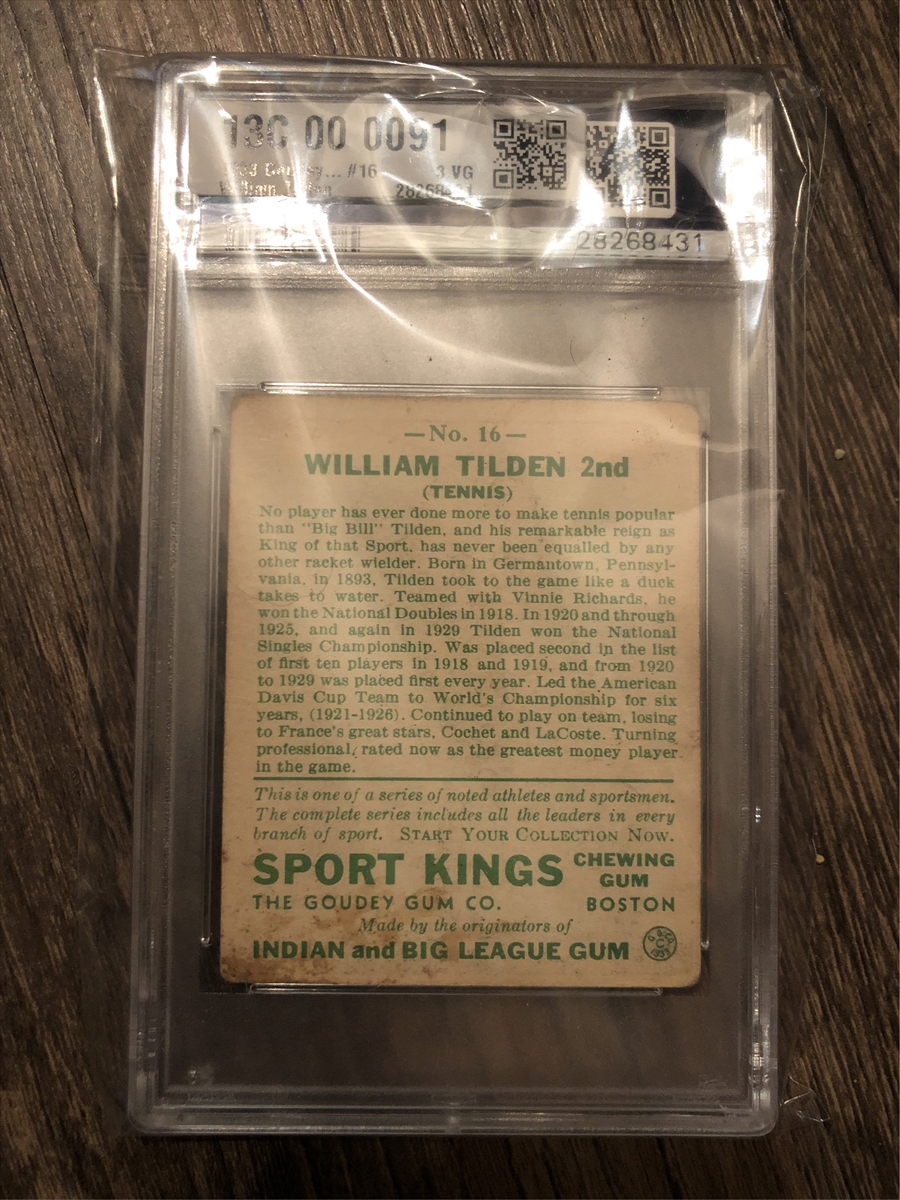 13C 00 0091
#16 3 VG
William
28268431
—No. 16—
WILLIAM TILDEN 2nd
(TENNIS)
No player has ever done more to make tennis popular
than "Big Bill" Tilden, and his remarkable reign as
King of that Sport, has never been equalled by any
other racket wielder. Born in Germantown, Pennsyl-
vania, in 1893, Tilden took to the game like a duck
takes to water. Teamed with Vinnie Richards, he
won the National Doubles in 1918. In 1920 and through
1925, and again in 1929 Tilden won the National
Singles Championship. Was placed second in the list
of first ten players in 1918 and 1919, and from 1920
to 1929 was placed first every year. Led the American
Davis Cup Team to World's Championship for six
years, (1921-1926). Continued to play on team, losing
to France's great stars, Cochet and LaCoste. Turning
professional, rated now as the greatest money player
in the game.
This is one of a series of noted athletes and sportsmen.
The complete series includes all the leaders in every
branch of sport. START YOUR COLLECTION NOW.
SPORT KINGS CHEWING GUM
THE GOUDEY GUM CO. BOSTON
Made by the originators of
INDIAN and BIG LEAGUE GUM